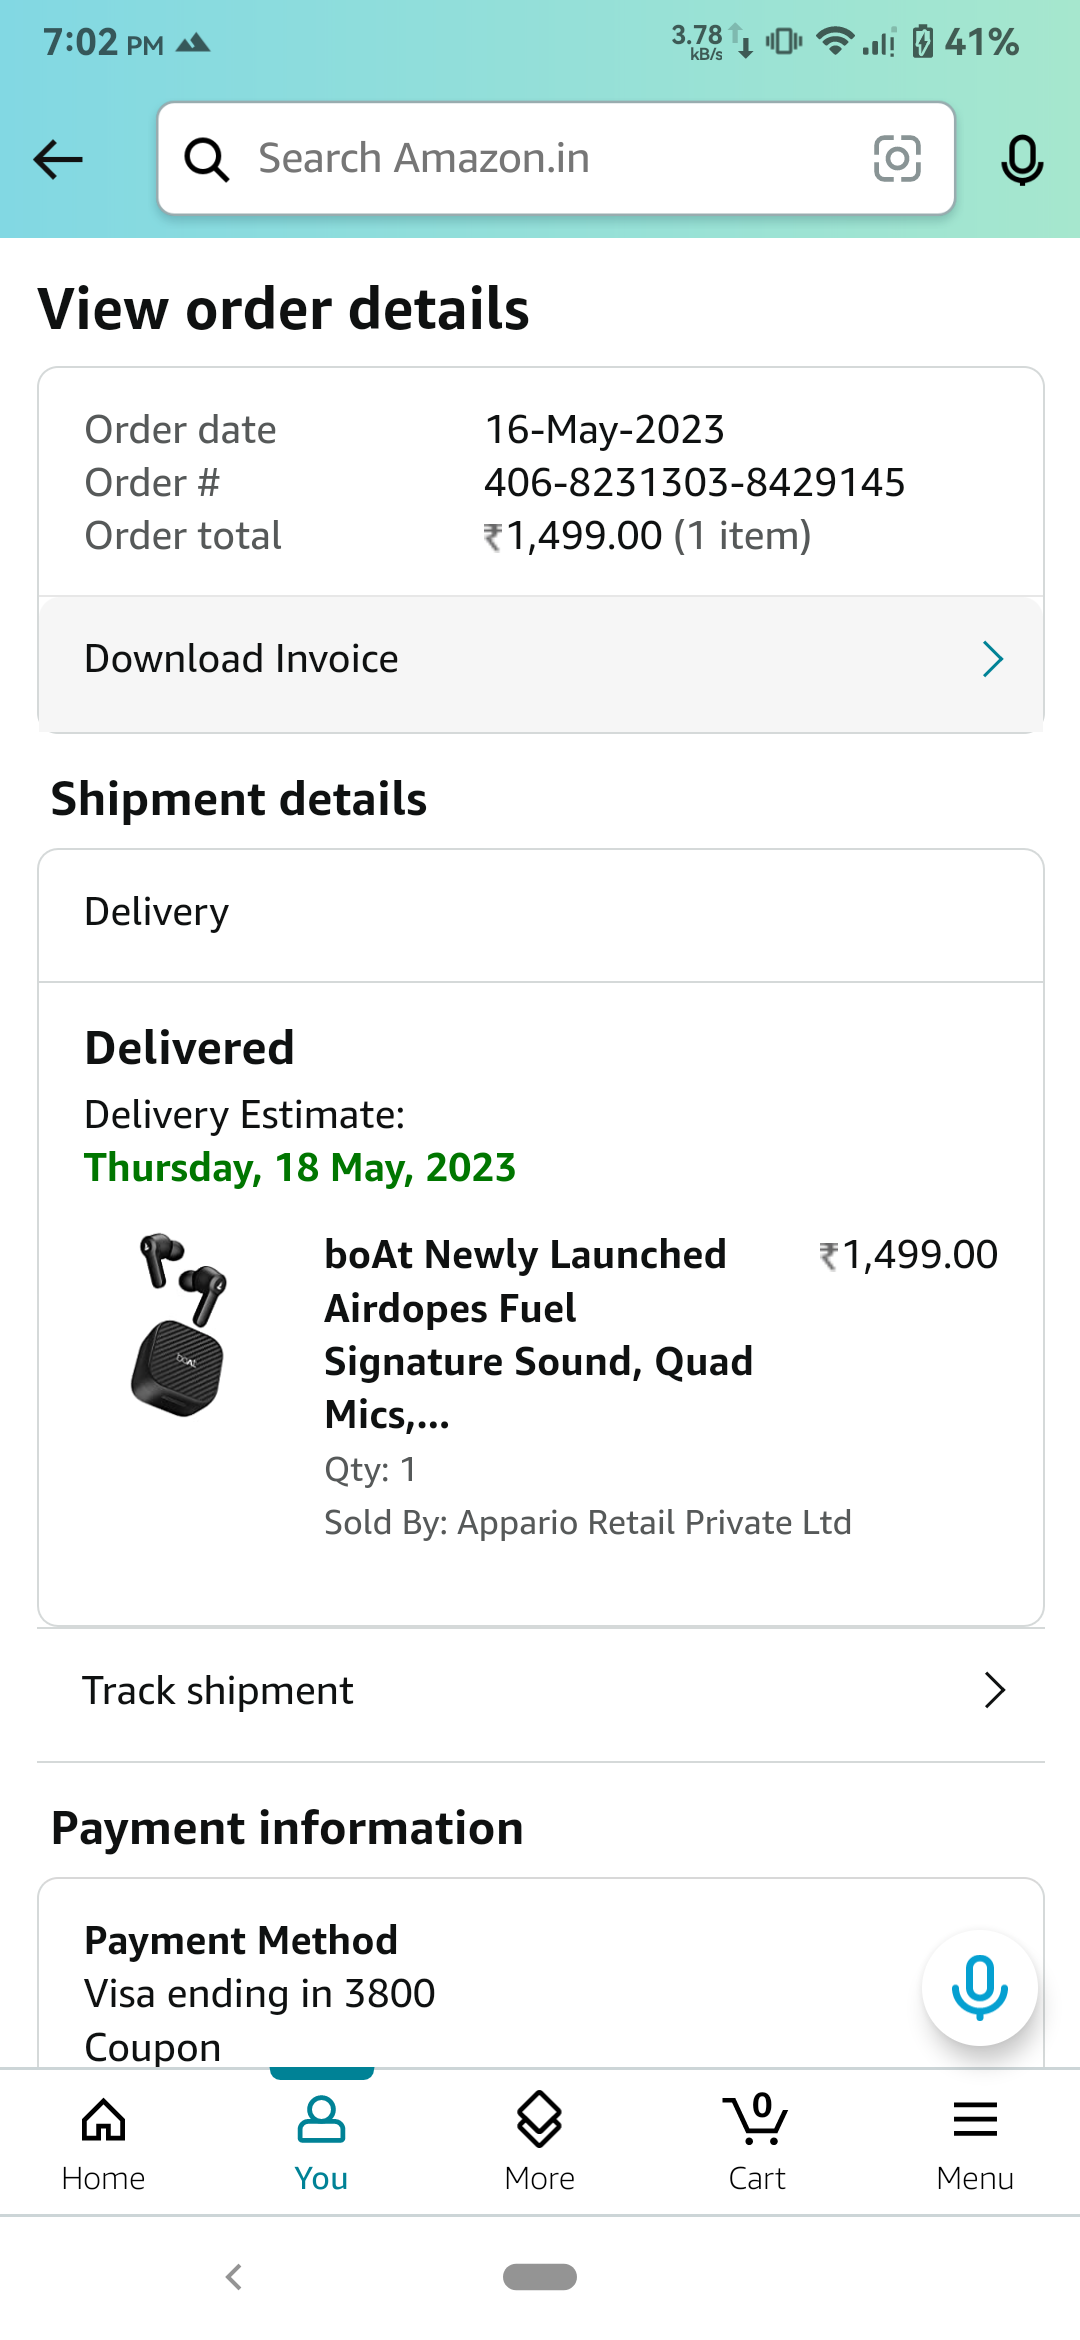 7:02 PM
3.78 kB/s
41%
Search Amazon.in
View order details
Order date 16-May-2023
Order # 406-8231303-8429145
Order total ₹1,499.00 (1 item)
Download Invoice
Shipment details
Delivery
Delivered
Delivery Estimate:
Thursday, 18 May, 2023
boAt Newly Launched ₹1,499.00
Airdopes Fuel
Signature Sound, Quad
Mics,...
Qty: 1
Sold By: Appario Retail Private Ltd
boAt
Track shipment
Payment information
Payment Method
Visa ending in 3800
Coupon
0
Home You More Cart Menu